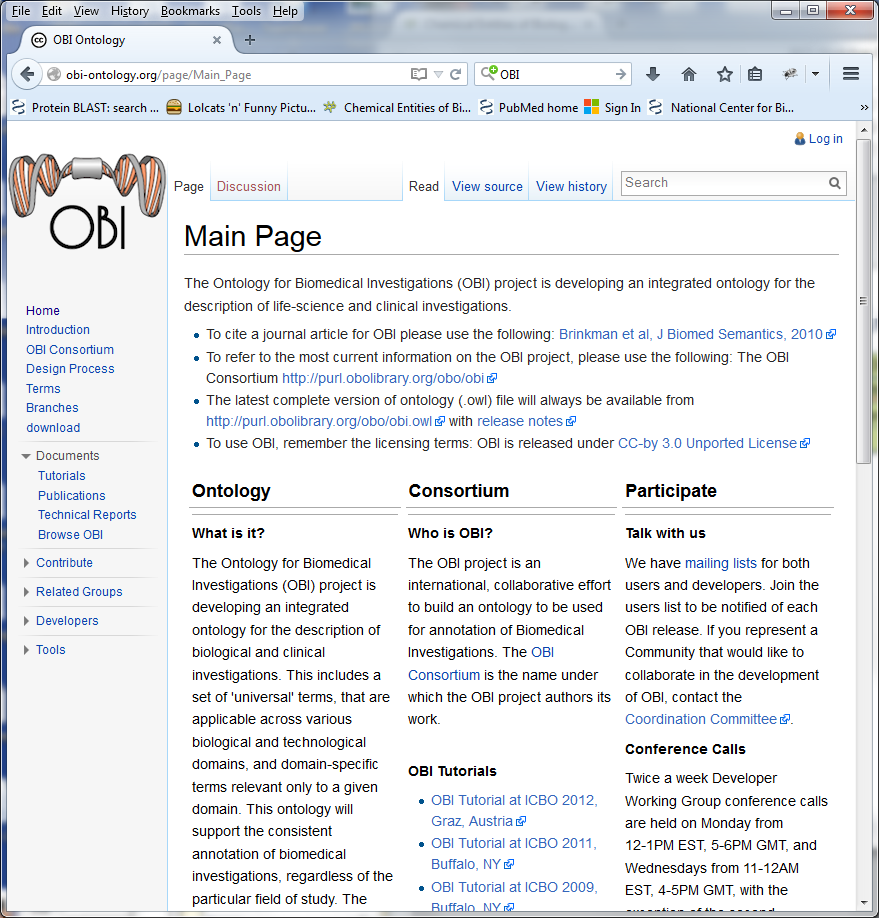 File Edit View History Bookmarks Tools Help
OBI Ontology
obi-ontology.org/page/Main_Page
OBI
Protein BLAST: search ...
Lolcats 'n' Funny Pictu...
Chemical Entities of Bi...
PubMed home
Sign In
National Center for Bi...
Log in
OBI
Page Discussion Read View source View history Search
Home
Introduction
OBI Consortium
Design Process
Terms
Branches
download
Documents
Tutorials
Publications
Technical Reports
Browse OBI
Contribute
Related Groups
Developers
Tools
Main Page
The Ontology for Biomedical Investigations (OBI) project is developing an integrated ontology for the
description of life-science and clinical investigations.
To cite a journal article for OBI please use the following: Brinkman et al, J Biomed Semantics, 2010
To refer to the most current information on the OBI project, please use the following: The OBI
Consortium http://purl.obolibrary.org/obo/obi
The latest complete version of ontology (.owl) file will always be available from
http://purl.obolibrary.org/obo/obi.owl with release notes
To use OBI, remember the licensing terms: OBI is released under CC-by 3.0 Unported License
Ontology
What is it?
The Ontology for Biomedical
Investigations (OBI) project is
developing an integrated
ontology for the description of
biological and clinical
investigations. This includes a
set of 'universal' terms, that are
applicable across various
biological and technological
domains, and domain-specific
terms relevant only to a given
domain. This ontology will
support the consistent
annotation of biomedical
investigations, regardless of the
particular field of study. The
Consortium
Who is OBI?
The OBI project is an
international, collaborative effort
to build an ontology to be used
for annotation of Biomedical
Investigations. The OBI
Consortium is the name under
which the OBI project authors its
work.
OBI Tutorials
OBI Tutorial at ICBO 2012,
Graz, Austria
OBI Tutorial at ICBO 2011,
Buffalo, NY
OBI Tutorial at ICBO 2009,
Buffalo, NY
Participate
Talk with us
We have mailing lists for both
users and developers. Join the
users list to be notified of each
OBI release. If you represent a
Community that would like to
collaborate in the development
of OBI, contact the
Coordination Committee.
Conference Calls
Twice a week Developer
Working Group conference calls
are held on Monday from
12-1PM EST, 5-6PM GMT, and
Wednesdays from 11-12AM
EST, 4-5PM GMT, with the
exception of the second